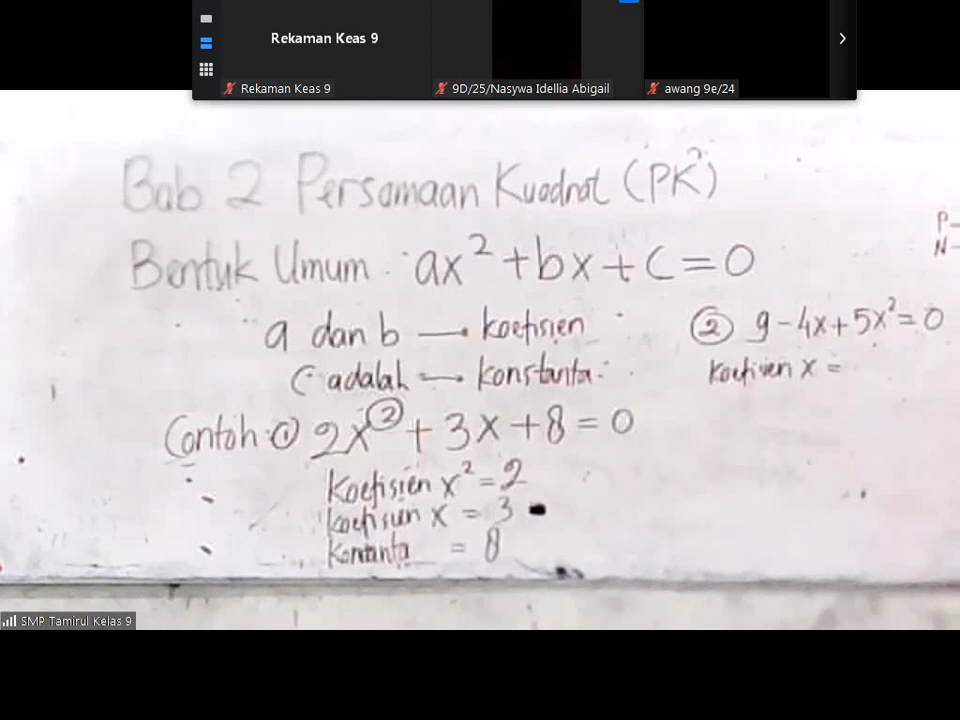 Rekaman Keas 9
Rekaman Keas 9
9D/25/Nasywa Idellia Abigail
awang 9e/24
Bab 2 Persamaan Kuadrat (PK²)
Bentuk Umum : ax² + bx + c = 0
a dan b — koefisien
C adalah — konstanta
Contoh ① 2x² + 3x + 8 = 0
Koefisien x² = 2
koefisien x = 3
Kontanta = 8
② 9 - 4x + 5x² = 0
koefisien x =
P-
N-
SMP Tamirul Kelas 9